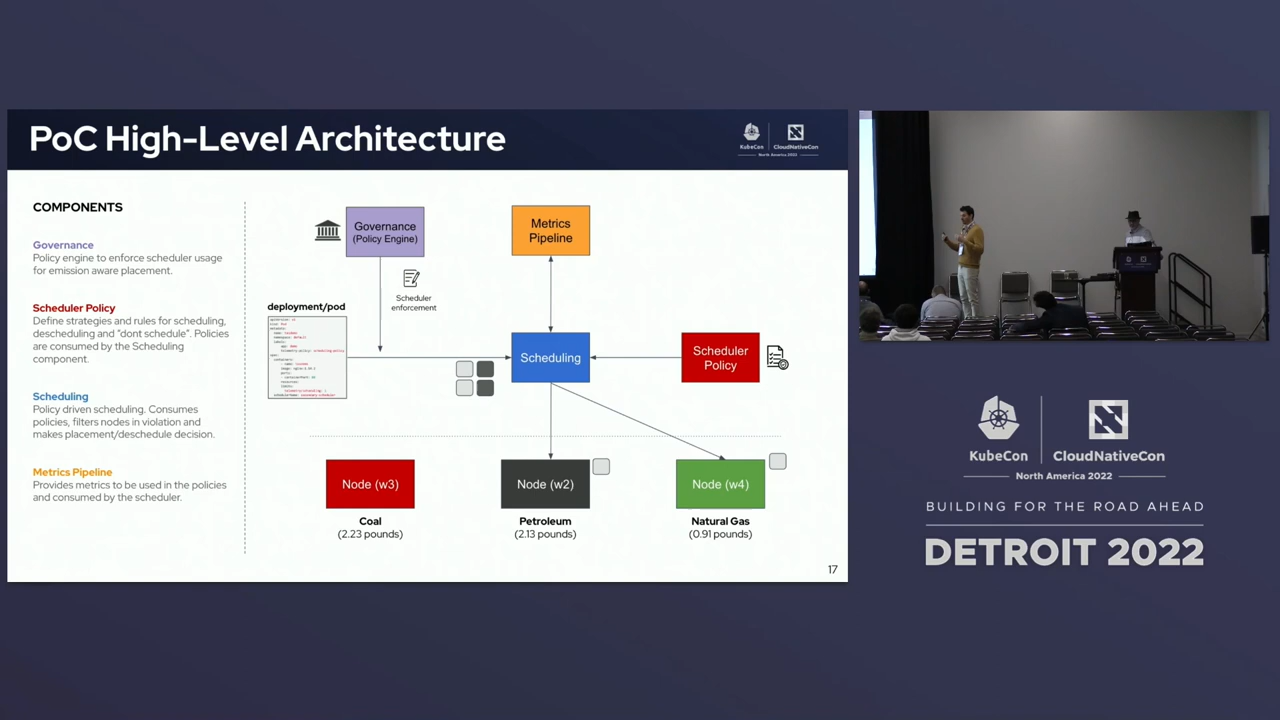 PoC High-Level Architecture
KubeCon
CloudNativeCon
North America 2022
COMPONENTS
Governance
Policy engine to enforce scheduler usage
for emission aware placement.
Scheduler Policy
Define strategies and rules for scheduling,
descheduling and "dont schedule". Policies
are consumed by the Scheduling
component.
Scheduling
Policy driven scheduling. Consumes
policies, filters nodes in violation and
makes placement/deschedule decision.
Metrics Pipeline
Provides metrics to be used in the policies
and consumed by the scheduler.
Governance
(Policy Engine)
Metrics
Pipeline
Scheduler
enforcement
deployment/pod
Scheduling
Scheduler
Policy
Node (w3)
Node (w2)
Node (w4)
Coal
(2.23 pounds)
Petroleum
(2.13 pounds)
Natural Gas
(0.91 pounds)
17
KubeCon
CloudNativeCon
North America 2022
BUILDING FOR THE ROAD AHEAD
DETROIT 2022